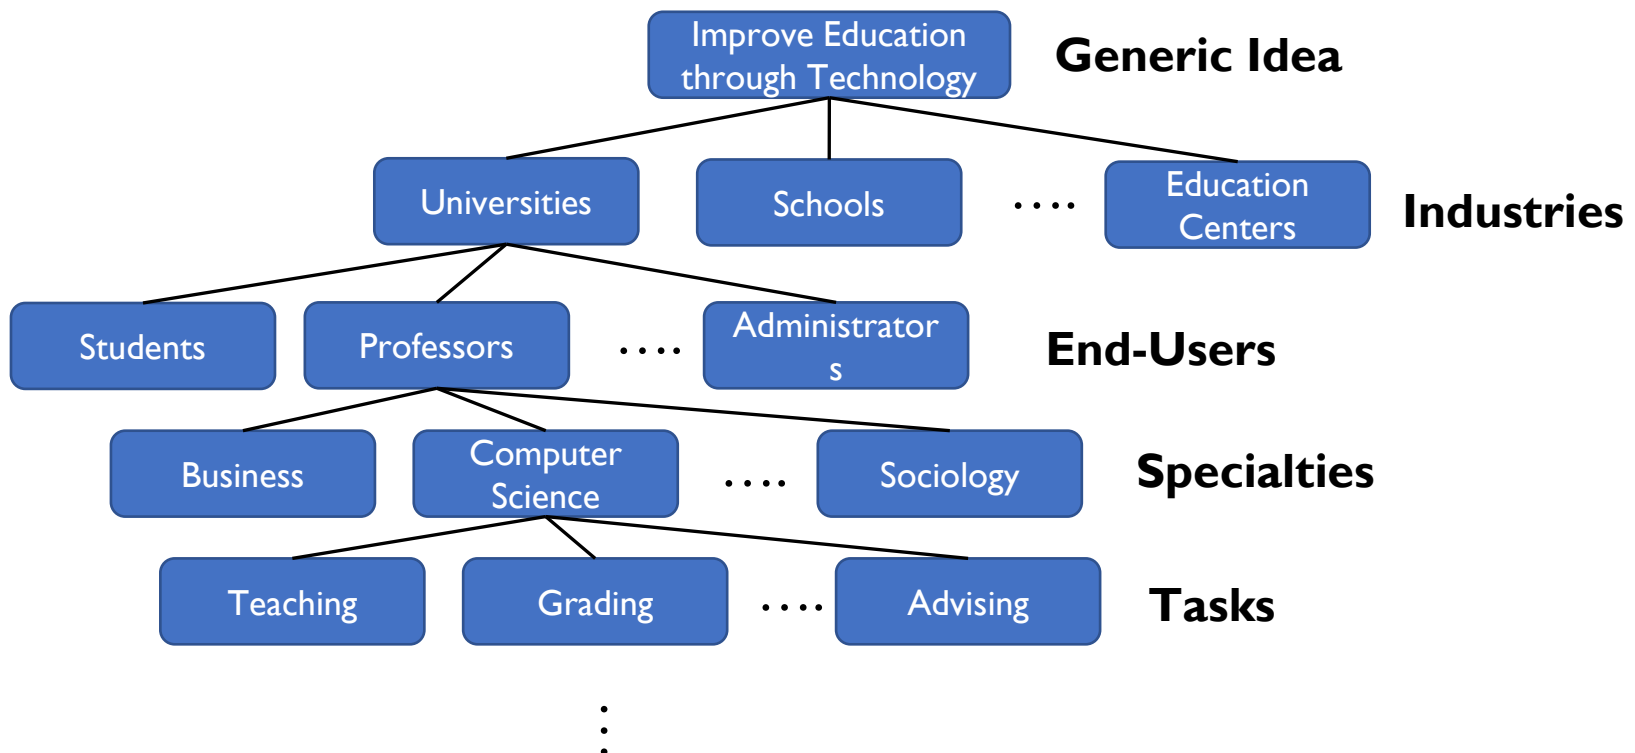 Improve Education
through Technology
Generic Idea
Universities
Schools
....
Education
Centers
Industries
Students
Professors
....
Administrator
s
End-Users
Business
Computer
Science
....
Sociology
Specialties
Teaching
Grading
....
Advising
Tasks